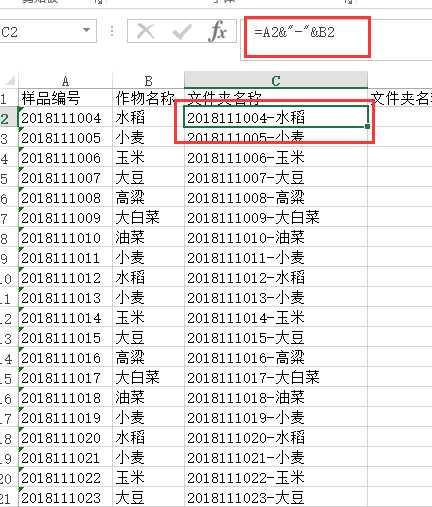 C2 fx =A2&"-"&B2
A B C
1 样品编号 作物名称 文件夹名称 文件夹名
2 2018111004 水稻 2018111004-水稻
3 2018111005 小麦 2018111005-小麦
4 2018111006 玉米 2018111006-玉米
5 2018111007 大豆 2018111007-大豆
6 2018111008 高粱 2018111008-高粱
7 2018111009 大白菜 2018111009-大白菜
8 2018111010 油菜 2018111010-油菜
9 2018111011 小麦 2018111011-小麦
10 2018111012 水稻 2018111012-水稻
11 2018111013 小麦 2018111013-小麦
12 2018111014 玉米 2018111014-玉米
13 2018111015 大豆 2018111015-大豆
14 2018111016 高粱 2018111016-高粱
15 2018111017 大白菜 2018111017-大白菜
16 2018111018 油菜 2018111018-油菜
17 2018111019 小麦 2018111019-小麦
18 2018111020 水稻 2018111020-水稻
19 2018111021 小麦 2018111021-小麦
20 2018111022 玉米 2018111022-玉米
21 2018111023 大豆 2018111023-大豆